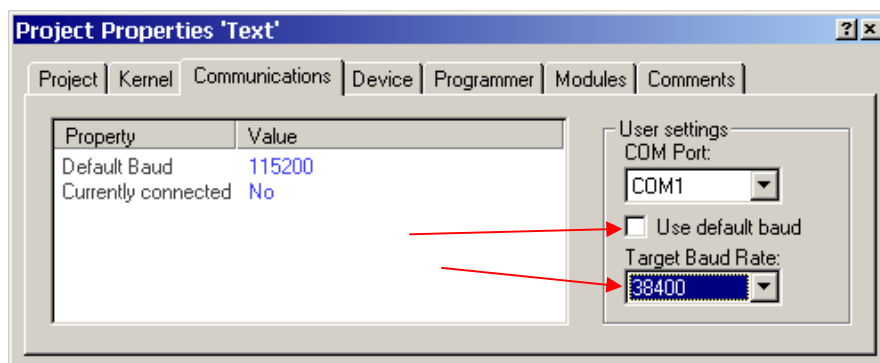 Project Properties 'Text'
Project Kernel Communications Device Programmer Modules Comments
Property Value
Default Baud 115200
Currently connected No
User settings
COM Port:
COM1
Use default baud
Target Baud Rate:
38400